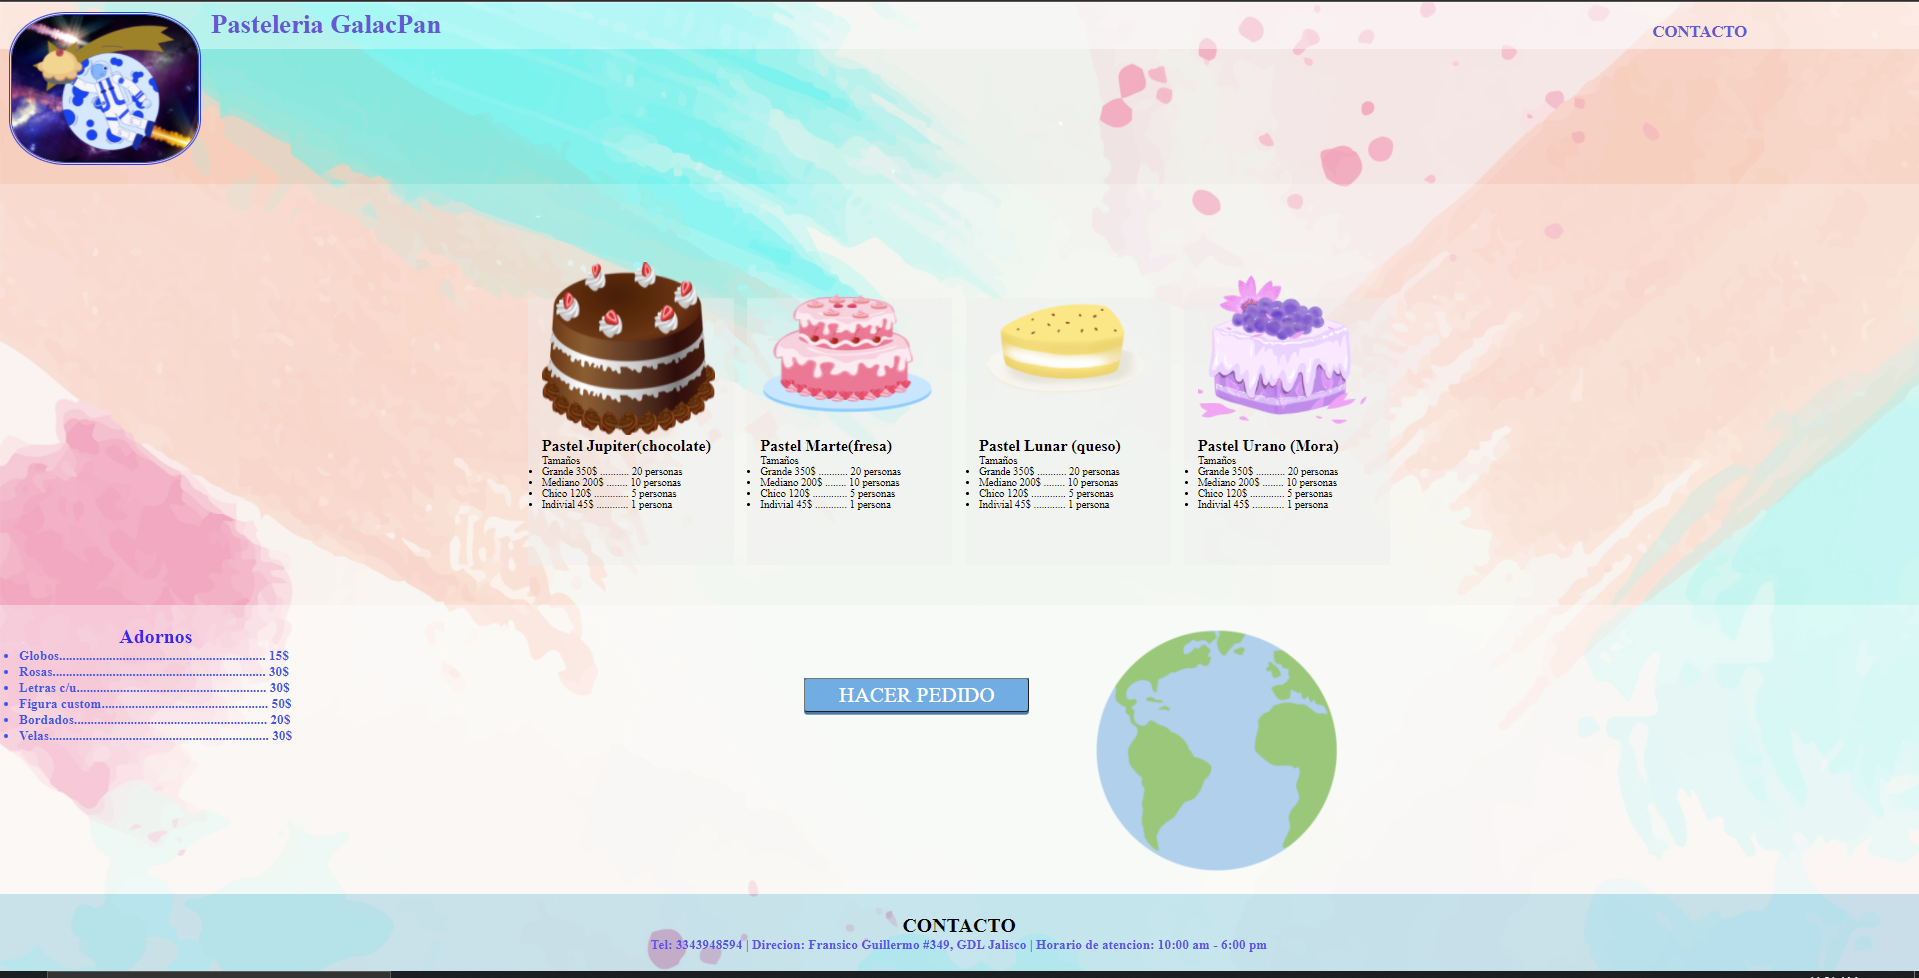 Pasteleria GalacPan
CONTACTO
Pastel Jupiter(chocolate)
Tamaños
Grande 350$ .......... 20 personas
Mediano 200$ ........ 10 personas
Chico 120$ ............. 5 personas
Indivial 45$ ............ 1 persona
Pastel Marte(fresa)
Tamaños
Grande 350$ ........... 20 personas
Mediano 200$ ........ 10 personas
Chico 120$ ............. 5 personas
Indivial 45$ ............ 1 persona
Pastel Lunar (queso)
Tamaños
Grande 350$ ........... 20 personas
Mediano 200$ ........ 10 personas
Chico 120$ ............. 5 personas
Indivial 45$ ............ 1 persona
Pastel Urano (Mora)
Tamaños
Grande 350$ ........... 20 personas
Mediano 200$ ........ 10 personas
Chico 120$ ............. 5 personas
Indivial 45$ ............ 1 persona
Adornos
Globos.............................................................. 15$
Rosas................................................................ 30$
Letras c/u......................................................... 30$
Figura custom.................................................. 50$
Bordados.......................................................... 20$
Velas.................................................................. 30$
HACER PEDIDO
CONTACTO
Tel: 3343948594 | Direcion: Fransico Guillermo #349, GDL Jalisco | Horario de atencion: 10:00 am - 6:00 pm